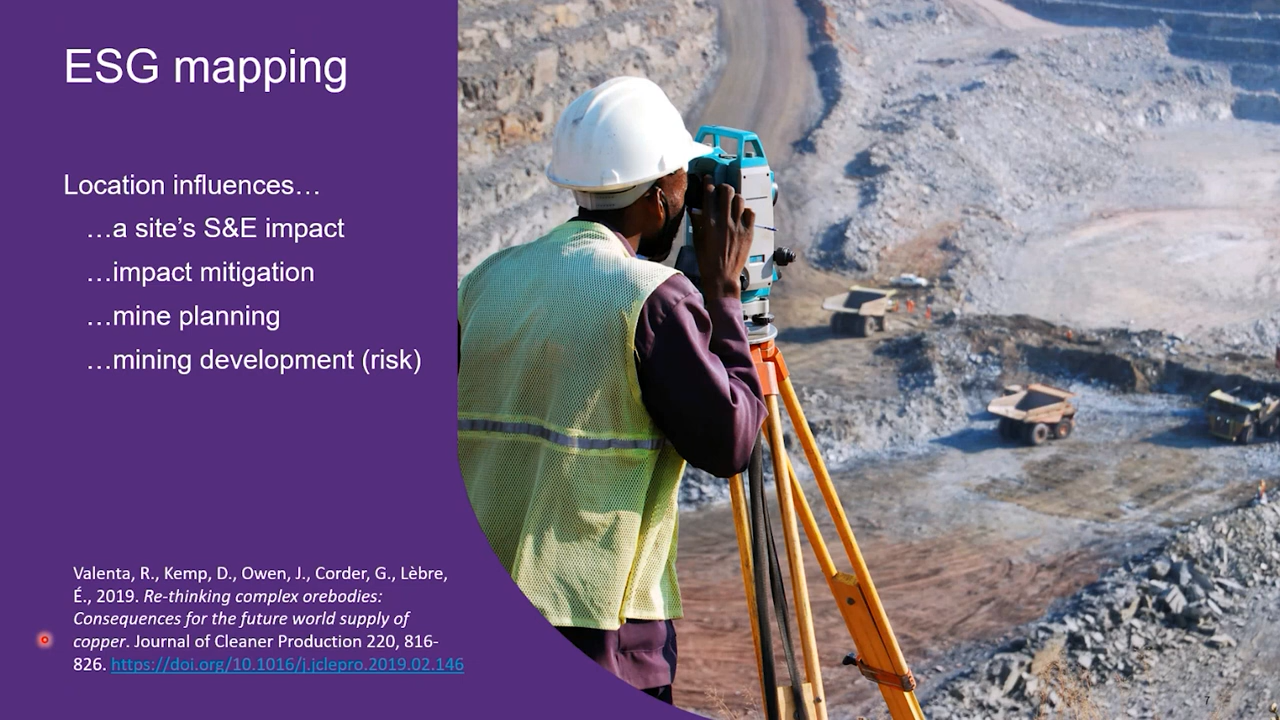 ESG mapping
Location influences…
…a site’s S&E impact
…impact mitigation
…mine planning
…mining development (risk)
Valenta, R., Kemp, D., Owen, J., Corder, G., Lèbre,
É., 2019. Re-thinking complex orebodies:
Consequences for the future world supply of
copper. Journal of Cleaner Production 220, 816-
826. https://doi.org/10.1016/j.jclepro.2019.02.146
7